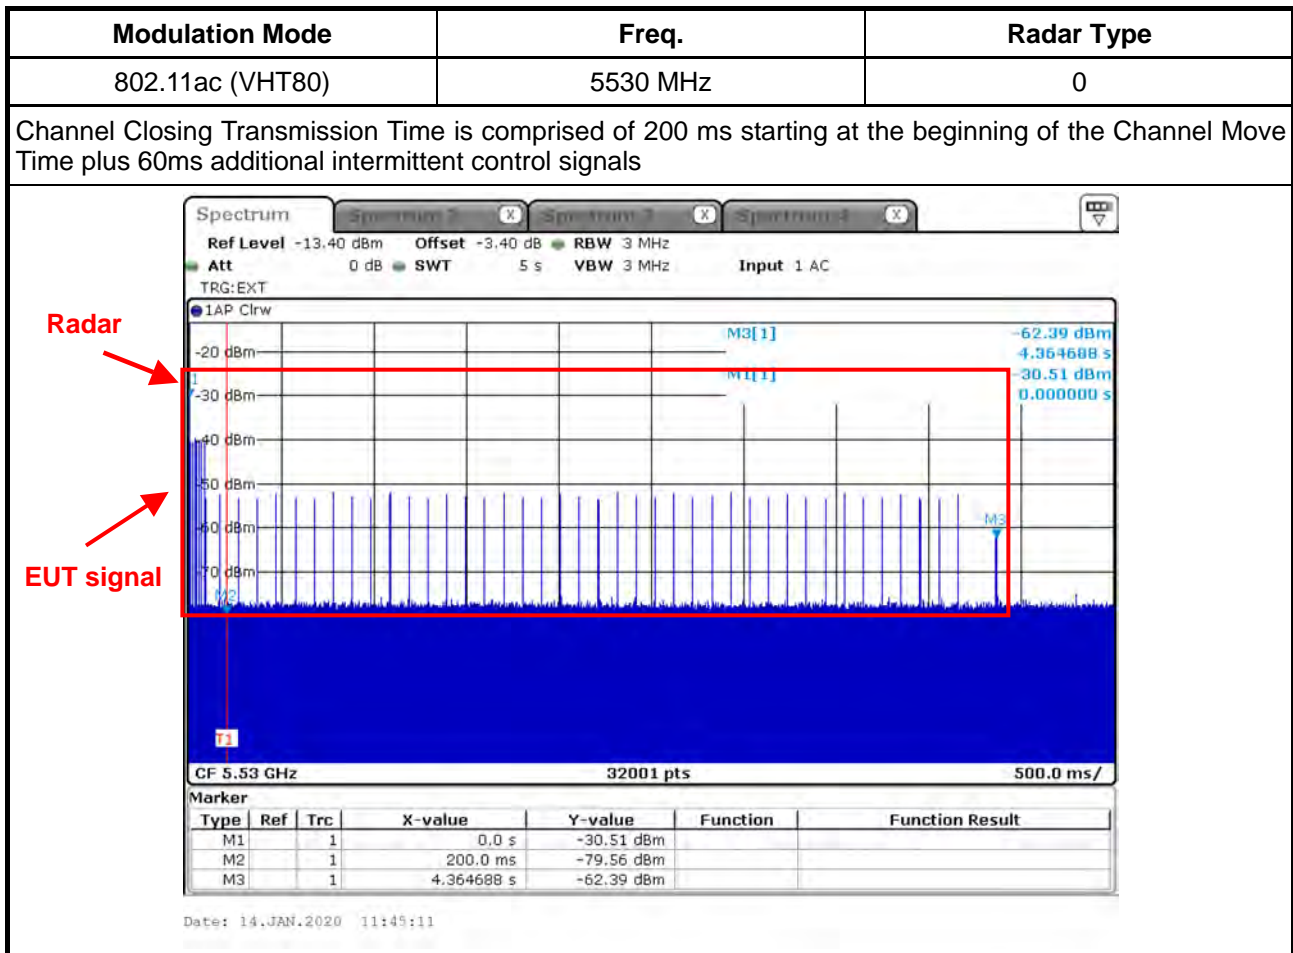 Modulation Mode Freq. Radar Type
802.11ac (VHT80) 5530 MHz 0
Channel Closing Transmission Time is comprised of 200 ms starting at the beginning of the Channel Move
Time plus 60ms additional intermittent control signals
Spectrum Spectrum 2 X Spectrum 3 X Spectrum 4 X
Ref Level -13.40 dBm Offset -3.40 dB RBW 3 MHz
Att 0 dB SWT 5 s VBW 3 MHz Input 1 AC
TRG:EXT
1AP Clrw
Radar
M3[1] -62.39 dBm
-20 dBm 4.364688 s
M1[1] -30.51 dBm
-30 dBm 0.000000 s
-40 dBm
-50 dBm
M3
-60 dBm
EUT signal
-70 dBm
M2
T1
CF 5.53 GHz 32001 pts 500.0 ms/
Marker
Type Ref Trc X-value Y-value Function Function Result
M1 1 0.0 s -30.51 dBm
M2 1 200.0 ms -79.56 dBm
M3 1 4.364688 s -62.39 dBm
Date: 14.JAN.2020 11:45:11